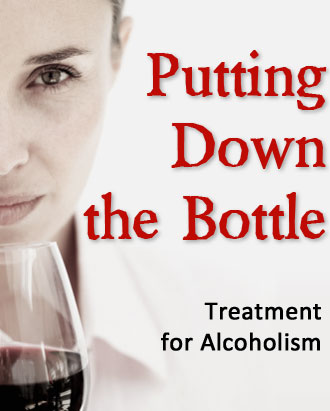 Putting
Down
the Bottle
Treatment
for Alcoholism